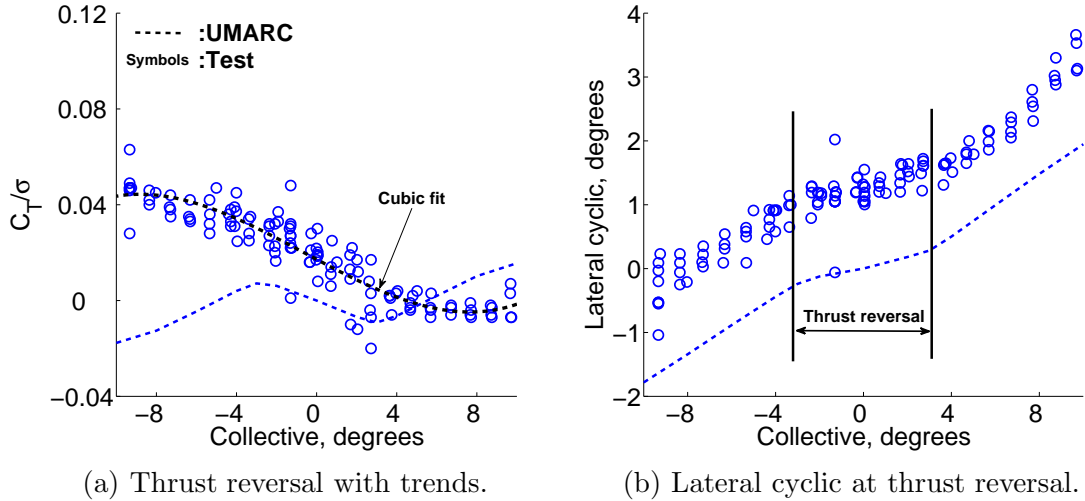 0.12
0.08
0.04
0
−0.04
−8
−4
0
4
8
C_T/σ
Collective, degrees
:UMARC
Symbols :Test
Cubic fit
(a) Thrust reversal with trends.
4
3
2
1
0
−1
−2
−8
−4
0
4
8
Lateral cyclic, degrees
Collective, degrees
Thrust reversal
(b) Lateral cyclic at thrust reversal.